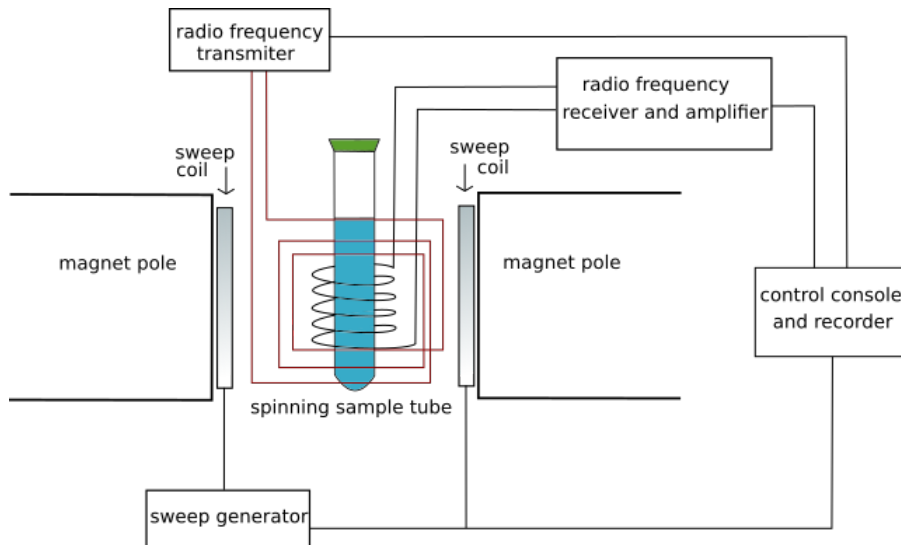 radio frequency
transmiter
radio frequency
receiver and amplifier
sweep
coil
sweep
coil
magnet pole
magnet pole
control console
and recorder
spinning sample tube
sweep generator